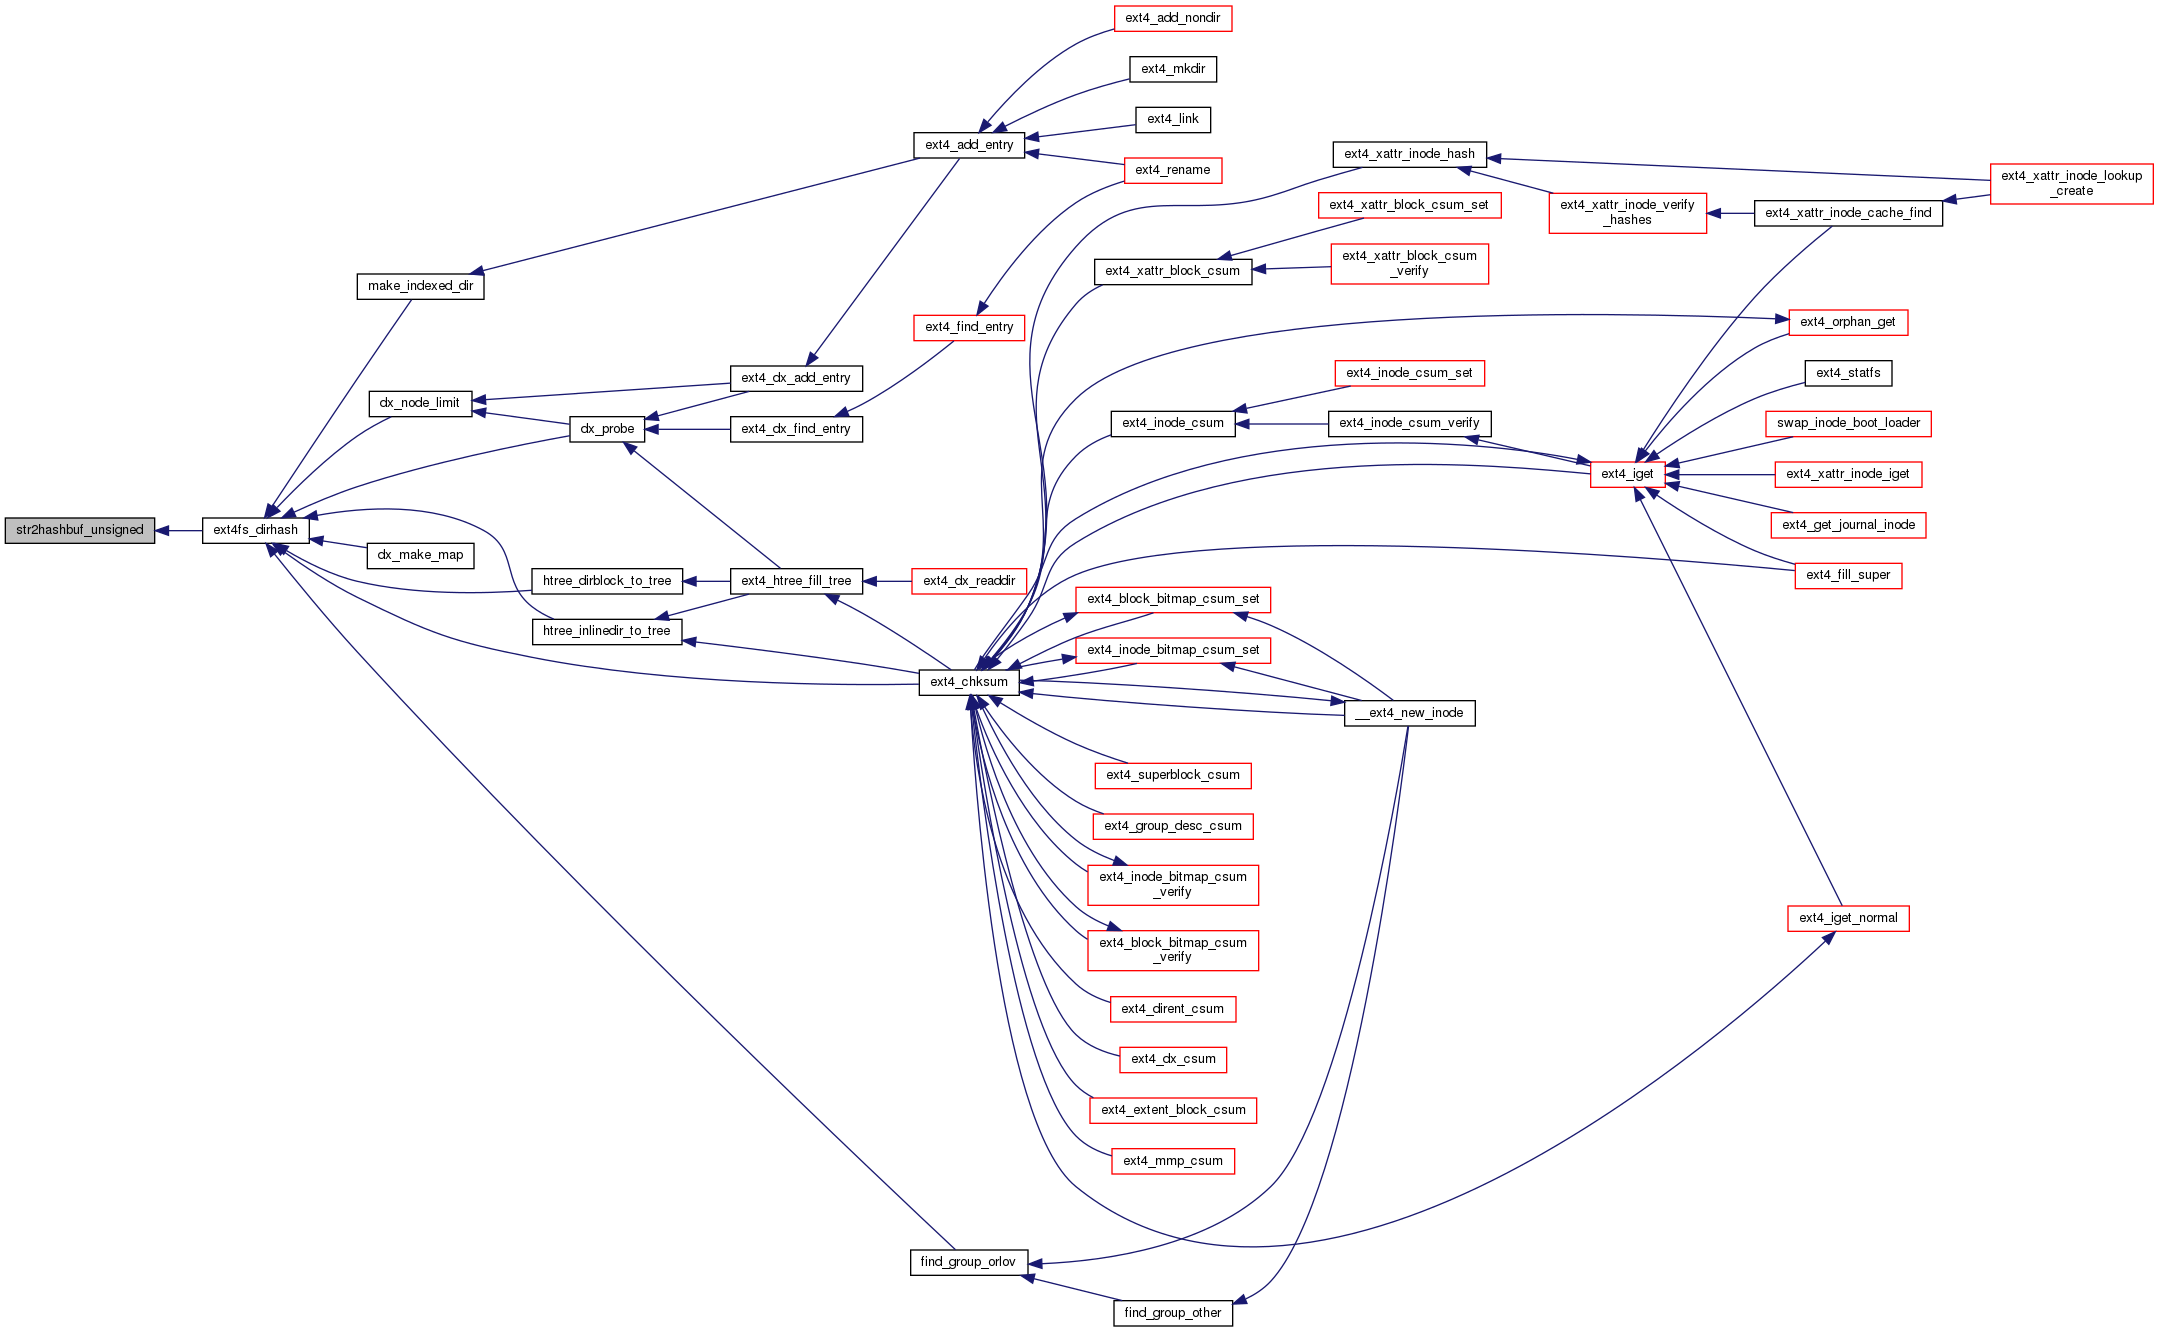 str2hashbuf_unsigned
ext4fs_dirhash
make_indexed_dir
dx_node_limit
dx_make_map
dx_probe
htree_dirblock_to_tree
htree_inlinedir_to_tree
ext4_dx_add_entry
ext4_dx_find_entry
ext4_htree_fill_tree
ext4_add_entry
ext4_find_entry
ext4_dx_readdir
ext4_chksum
find_group_orlov
ext4_add_nondir
ext4_mkdir
ext4_link
ext4_rename
ext4_xattr_block_csum
ext4_inode_csum
ext4_block_bitmap_csum_set
ext4_inode_bitmap_csum_set
ext4_superblock_csum
ext4_group_desc_csum
ext4_inode_bitmap_csum
_verify
ext4_block_bitmap_csum
_verify
ext4_dirent_csum
ext4_dx_csum
ext4_extent_block_csum
ext4_mmp_csum
find_group_other
ext4_xattr_inode_hash
ext4_xattr_block_csum_set
ext4_xattr_block_csum
_verify
ext4_inode_csum_set
ext4_inode_csum_verify
__ext4_new_inode
ext4_xattr_inode_verify
_hashes
ext4_iget
ext4_xattr_inode_cache_find
ext4_orphan_get
ext4_statfs
swap_inode_boot_loader
ext4_xattr_inode_iget
ext4_get_journal_inode
ext4_fill_super
ext4_iget_normal
ext4_xattr_inode_lookup
_create